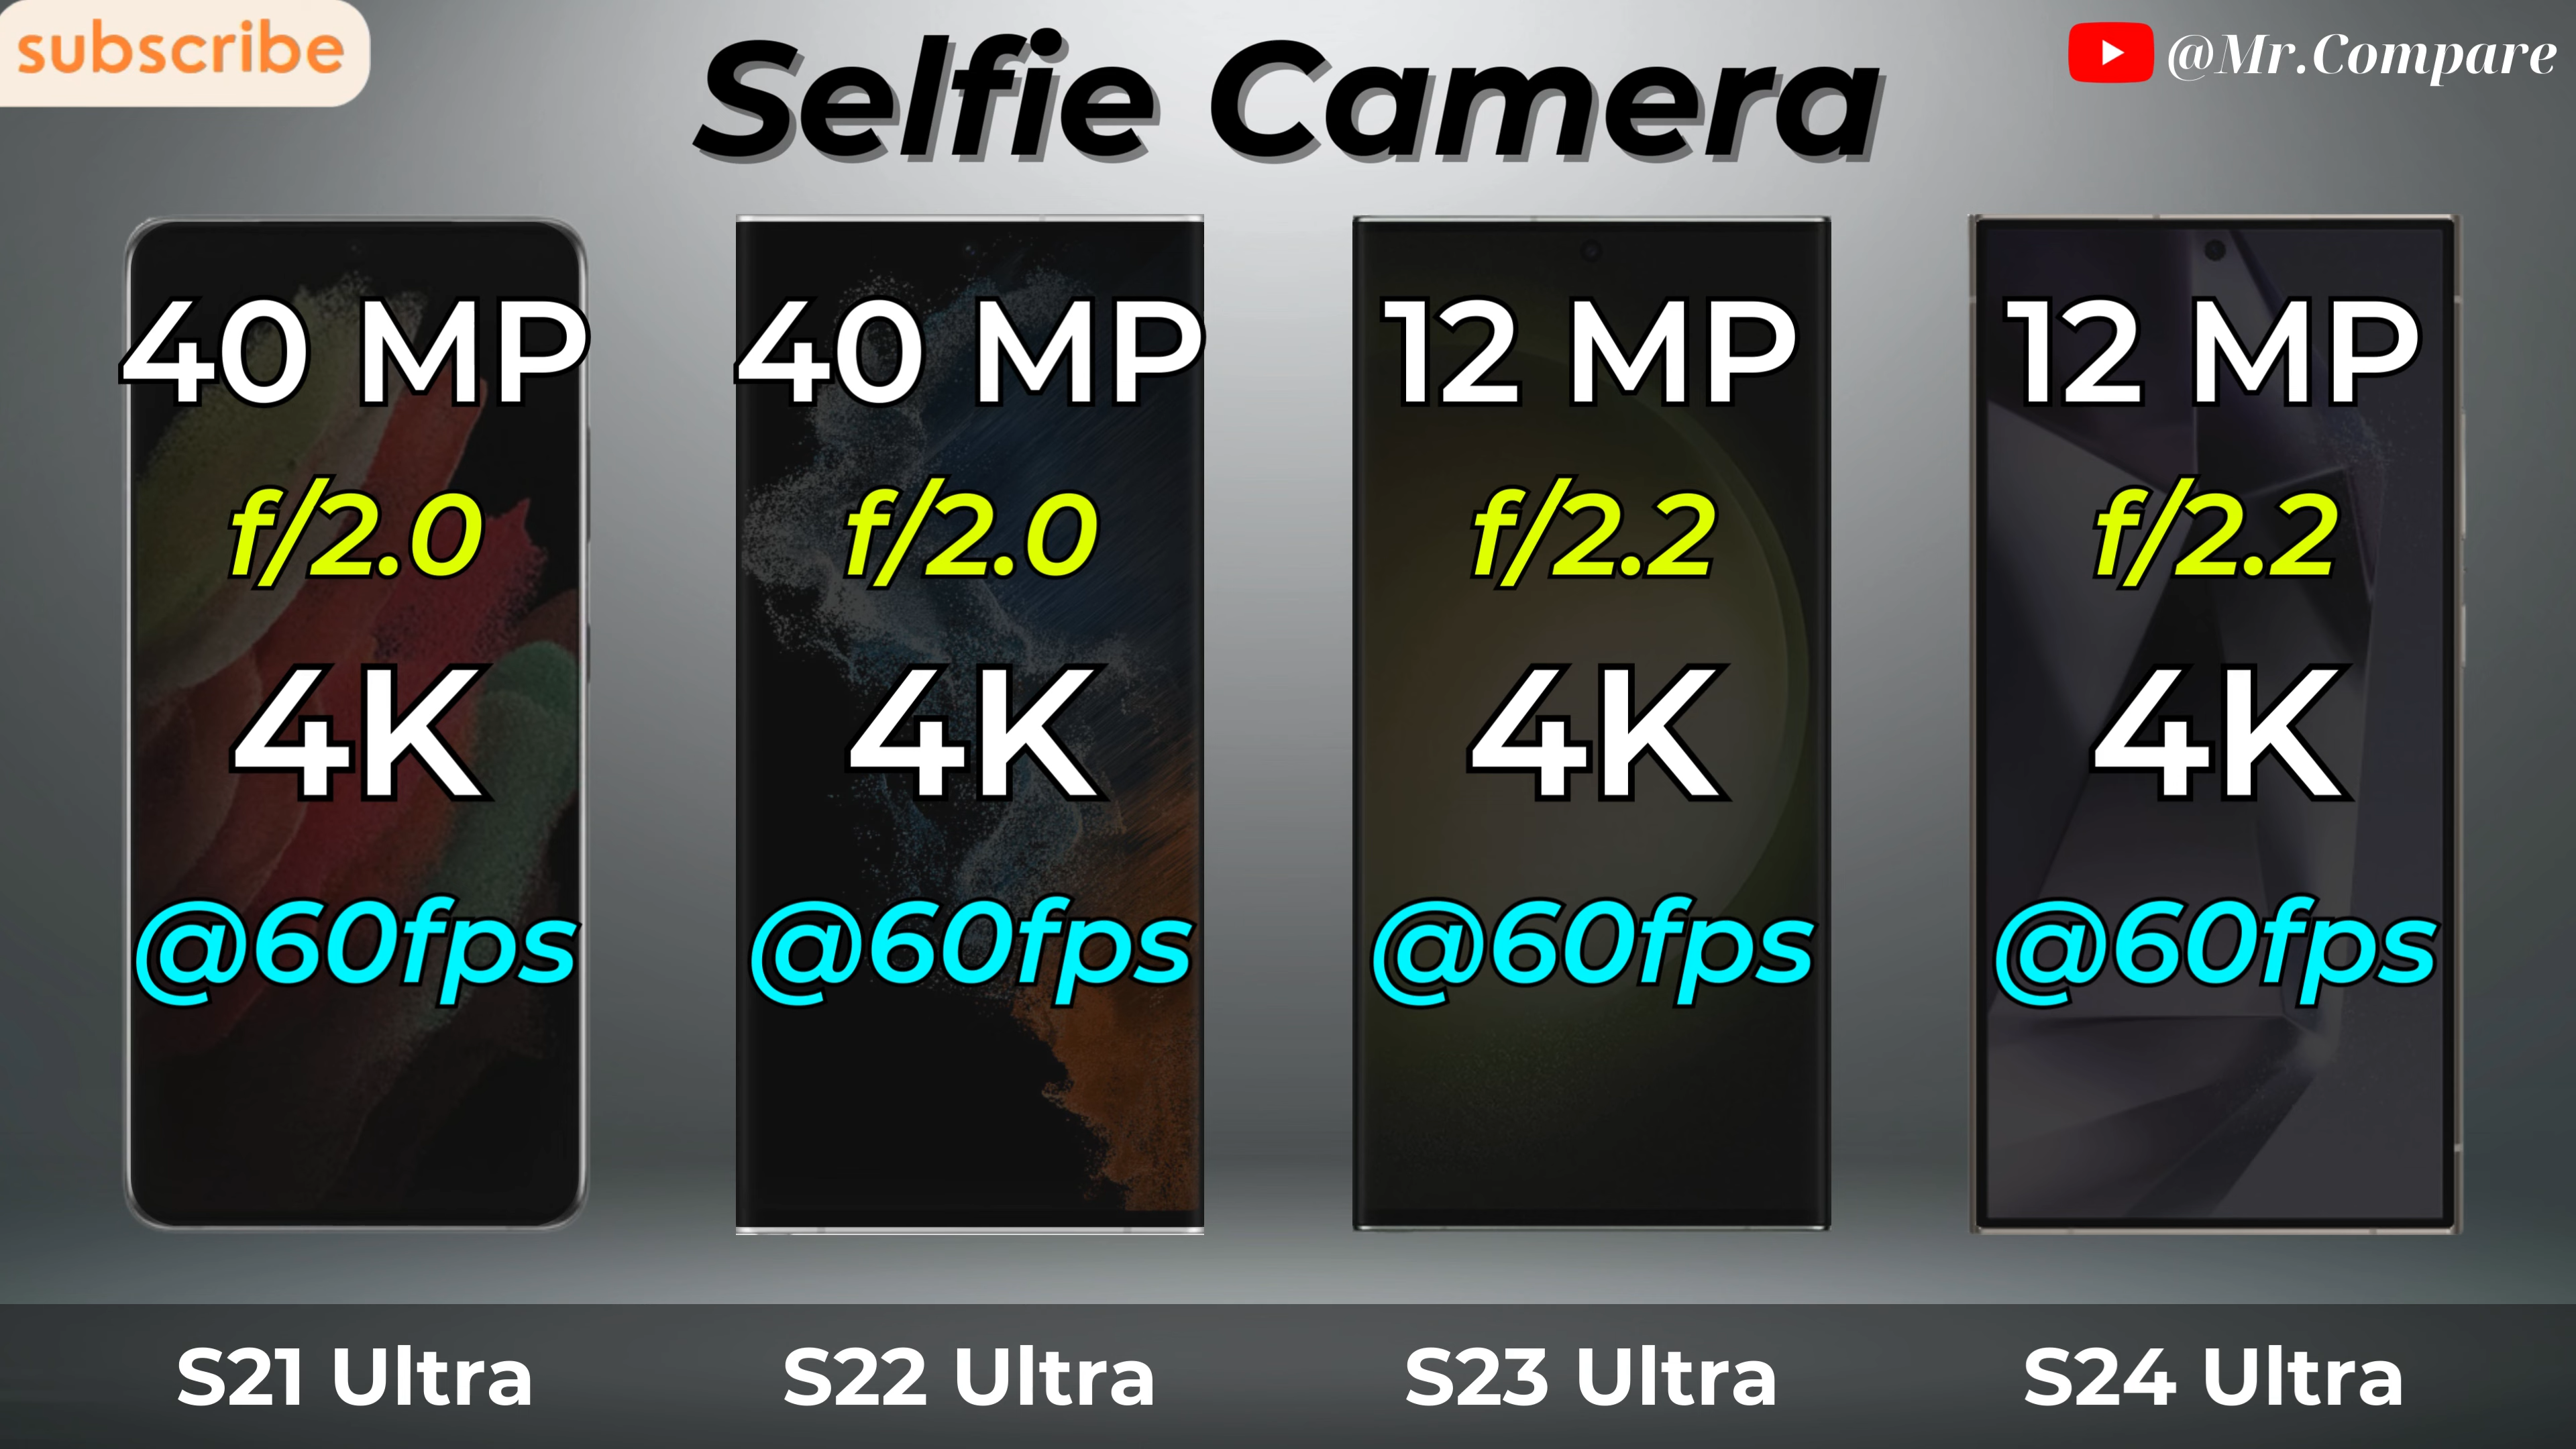 subscribe
Selfie Camera
@Mr.Compare
40 MP
f/2.0
4K
@60fps
S21 Ultra
40 MP
f/2.0
4K
@60fps
S22 Ultra
12 MP
f/2.2
4K
@60fps
S23 Ultra
12 MP
f/2.2
4K
@60fps
S24 Ultra